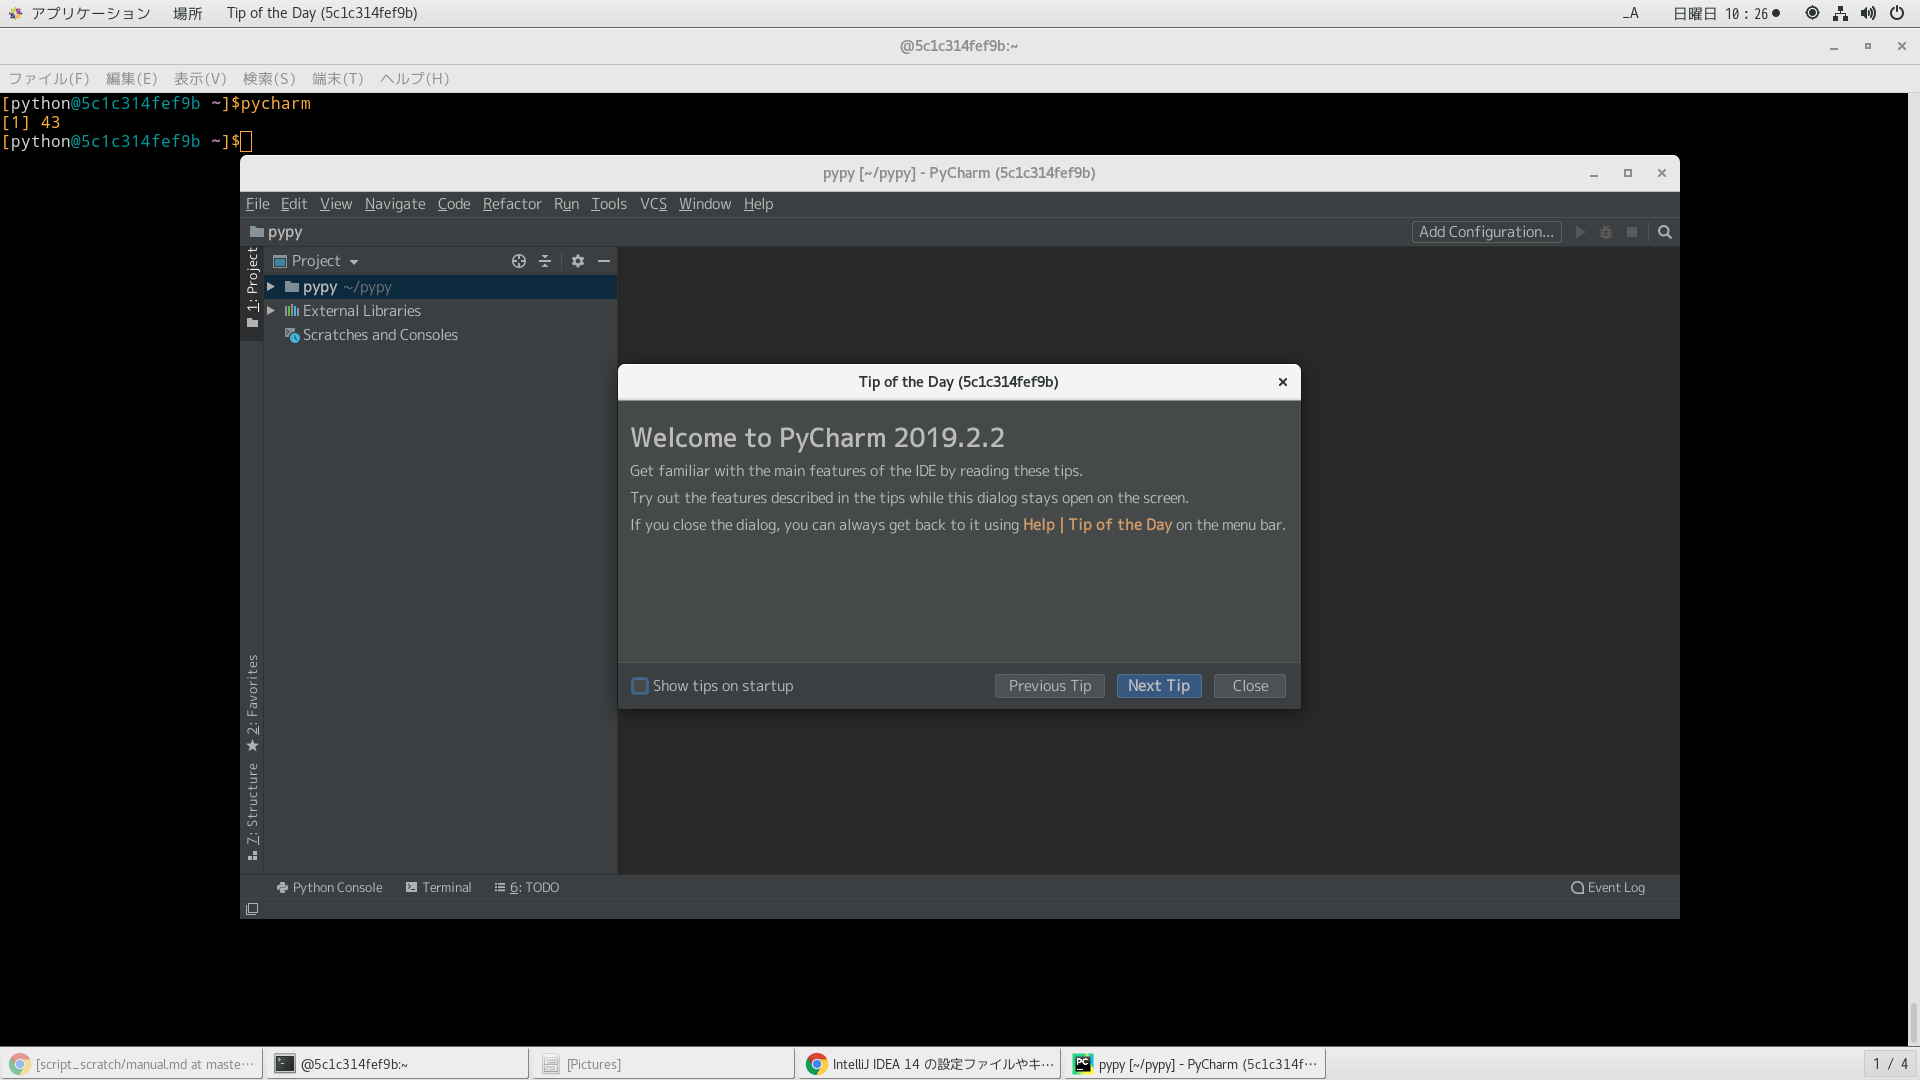 アプリケーション 場所 Tip of the Day (5c1c314fef9b) _A 日曜日 10：26
@5c1c314fef9b:~
ファイル(F) 編集(E) 表示(V) 検索(S) 端末(T) ヘルプ(H)
[python@5c1c314fef9b ~]$pycharm
[1] 43
[python@5c1c314fef9b ~]$
pypy [~/pypy] - PyCharm (5c1c314fef9b)
File Edit View Navigate Code Refactor Run Tools VCS Window Help
pypy Add Configuration...
1: Project
Project
pypy ~/pypy
External Libraries
Scratches and Consoles
Tip of the Day (5c1c314fef9b)
Welcome to PyCharm 2019.2.2
Get familiar with the main features of the IDE by reading these tips.
Try out the features described in the tips while this dialog stays open on the screen.
If you close the dialog, you can always get back to it using Help | Tip of the Day on the menu bar.
Show tips on startup Previous Tip Next Tip Close
2: Favorites
7: Structure
Python Console Terminal 6: TODO Event Log
[script_scratch/manual.md at maste… @5c1c314fef9b:~ [Pictures] IntelliJ IDEA 14 の設定ファイルやキ… PC pypy [~/pypy] - PyCharm (5c1c314f… 1 / 4